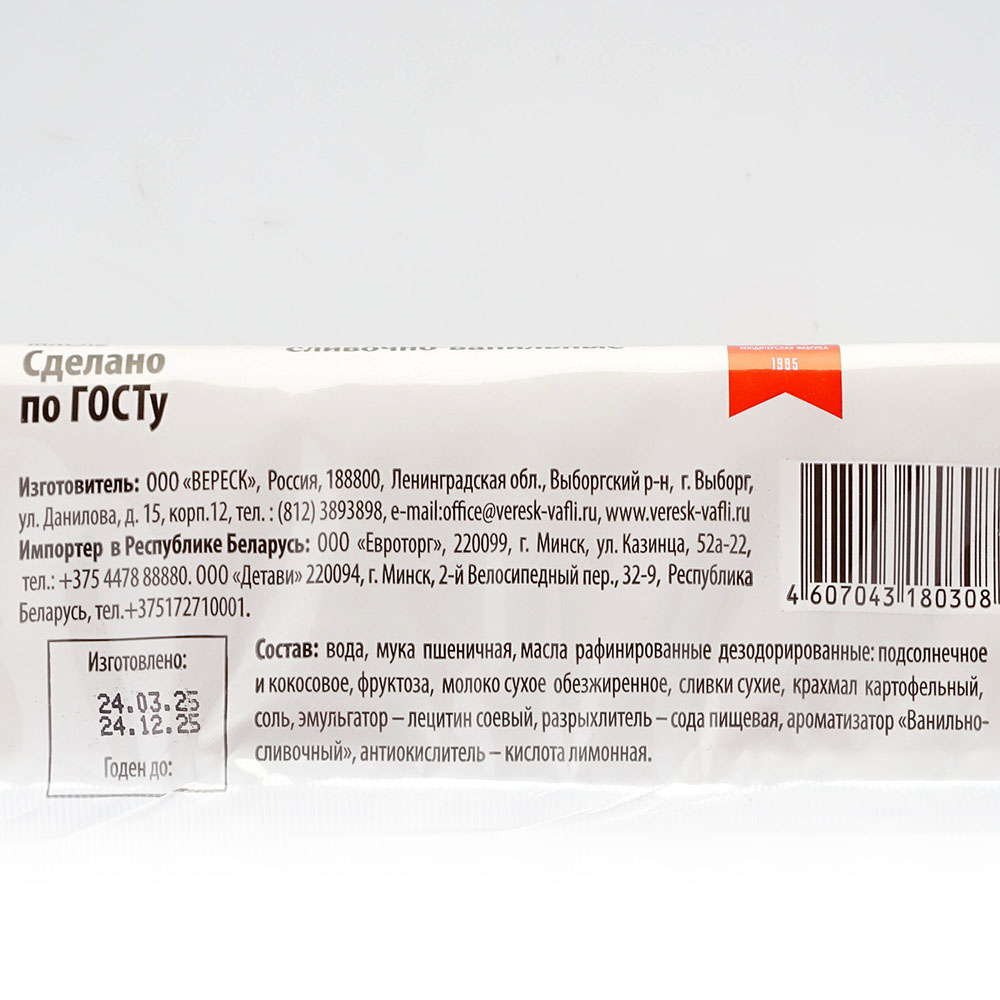 Сделано
по ГОСТу
сливочно-ванильные
КОНДИТЕРСКАЯ ФАБРИКА
1995
Изготовитель: ООО «ВЕРЕСК», Россия, 188800, Ленинградская обл., Выборгский р-н, г. Выборг,
ул. Данилова, д. 15, корп.12, тел. : (812) 3893898, e-mail:office@veresk-vafli.ru, www.veresk-vafli.ru
Импортер в Республике Беларусь: ООО «Евроторг», 220099, г. Минск, ул. Казинца, 52а-22,
тел.: +375 4478 88880. ООО «Детави» 220094, г. Минск, 2-й Велосипедный пер., 32-9, Республика
Беларусь, тел.+375172710001.
4 607043 180308
Изготовлено:
24.03.25
24.12.25
Годен до:
Состав: вода, мука пшеничная, масла рафинированные дезодорированные: подсолнечное
и кокосовое, фруктоза, молоко сухое обезжиренное, сливки сухие, крахмал картофельный,
соль, эмульгатор – лецитин соевый, разрыхлитель – сода пищевая, ароматизатор «Ванильно-
сливочный», антиокислитель – кислота лимонная.